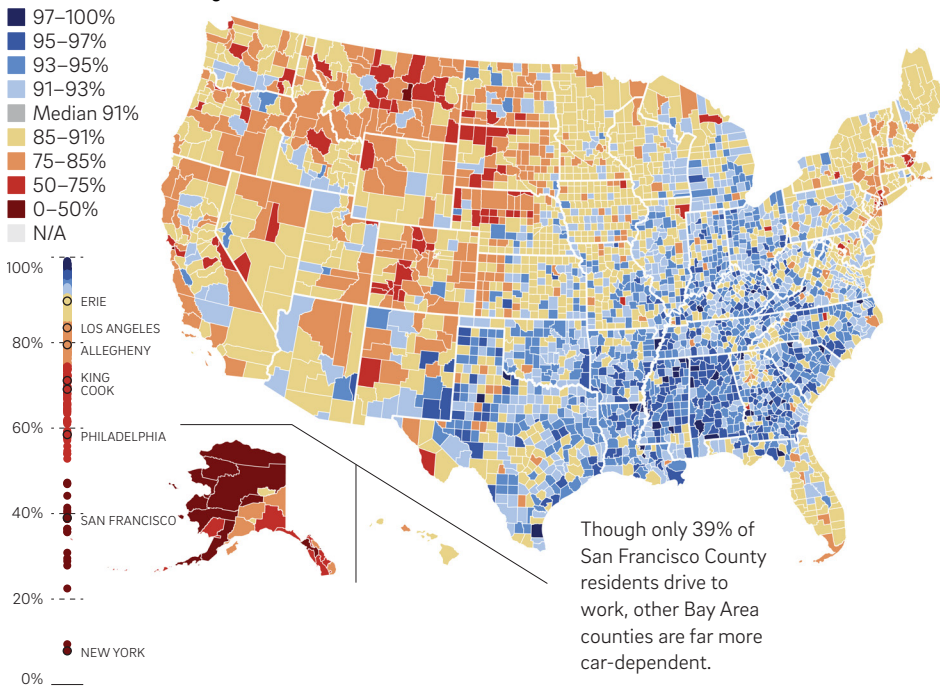 97–100%
95–97%
93–95%
91–93%
Median 91%
85–91%
75–85%
50–75%
0–50%
N/A
100%
ERIE
LOS ANGELES
80%
ALLEGHENY
KING
COOK
60%
PHILADELPHIA
40%
SAN FRANCISCO
20%
NEW YORK
0%
Though only 39% of
San Francisco County
residents drive to
work, other Bay Area
counties are far more
car-dependent.